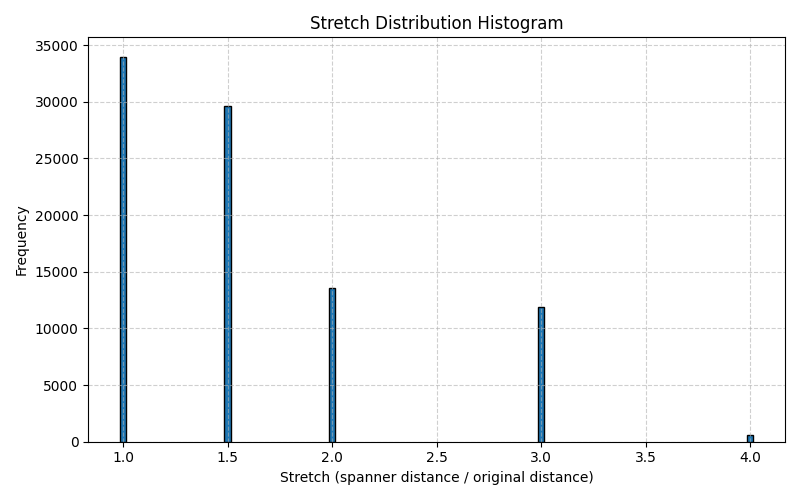 Stretch Distribution Histogram
Frequency
35000
30000
25000
20000
15000
10000
5000
0
1.0 1.5 2.0 2.5 3.0 3.5 4.0
Stretch (spanner distance / original distance)